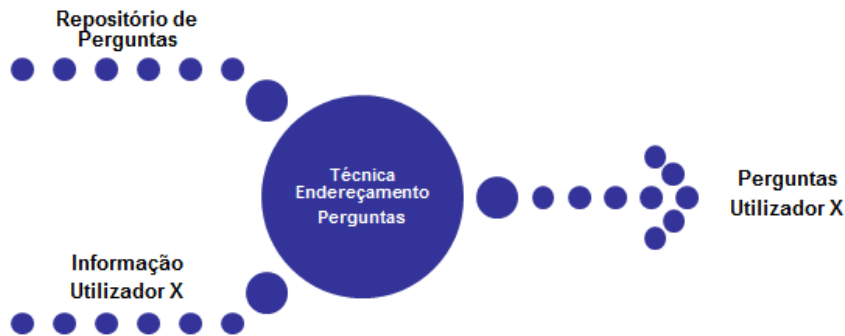 Repositório de
Perguntas
Técnica
Endereçamento
Perguntas
Perguntas
Utilizador X
Informação
Utilizador X